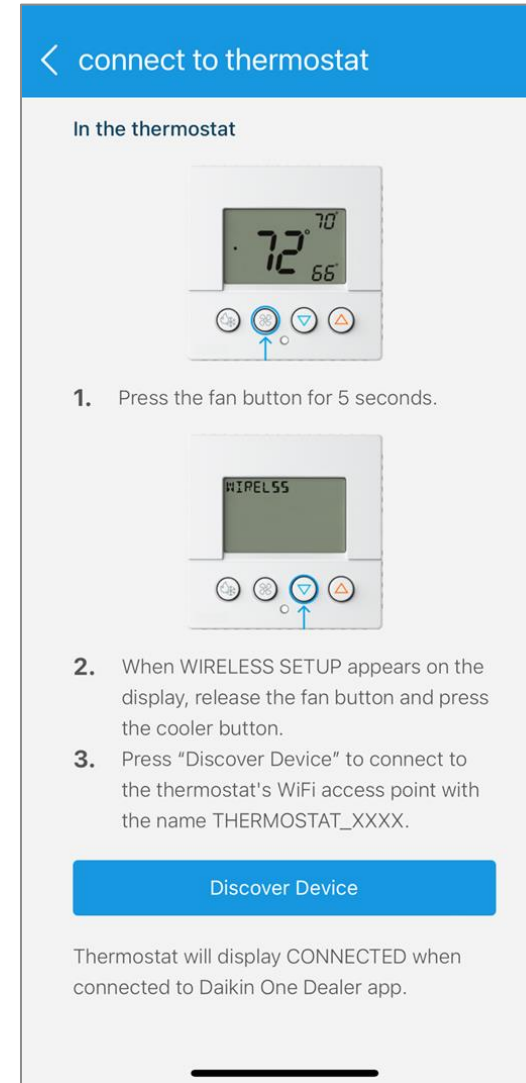 connect to thermostat
In the thermostat
72° 70°
66°
1. Press the fan button for 5 seconds.
WIRELSS
2. When WIRELESS SETUP appears on the
display, release the fan button and press
the cooler button.
3. Press “Discover Device” to connect to
the thermostat's WiFi access point with
the name THERMOSTAT_XXXX.
Discover Device
Thermostat will display CONNECTED when
connected to Daikin One Dealer app.